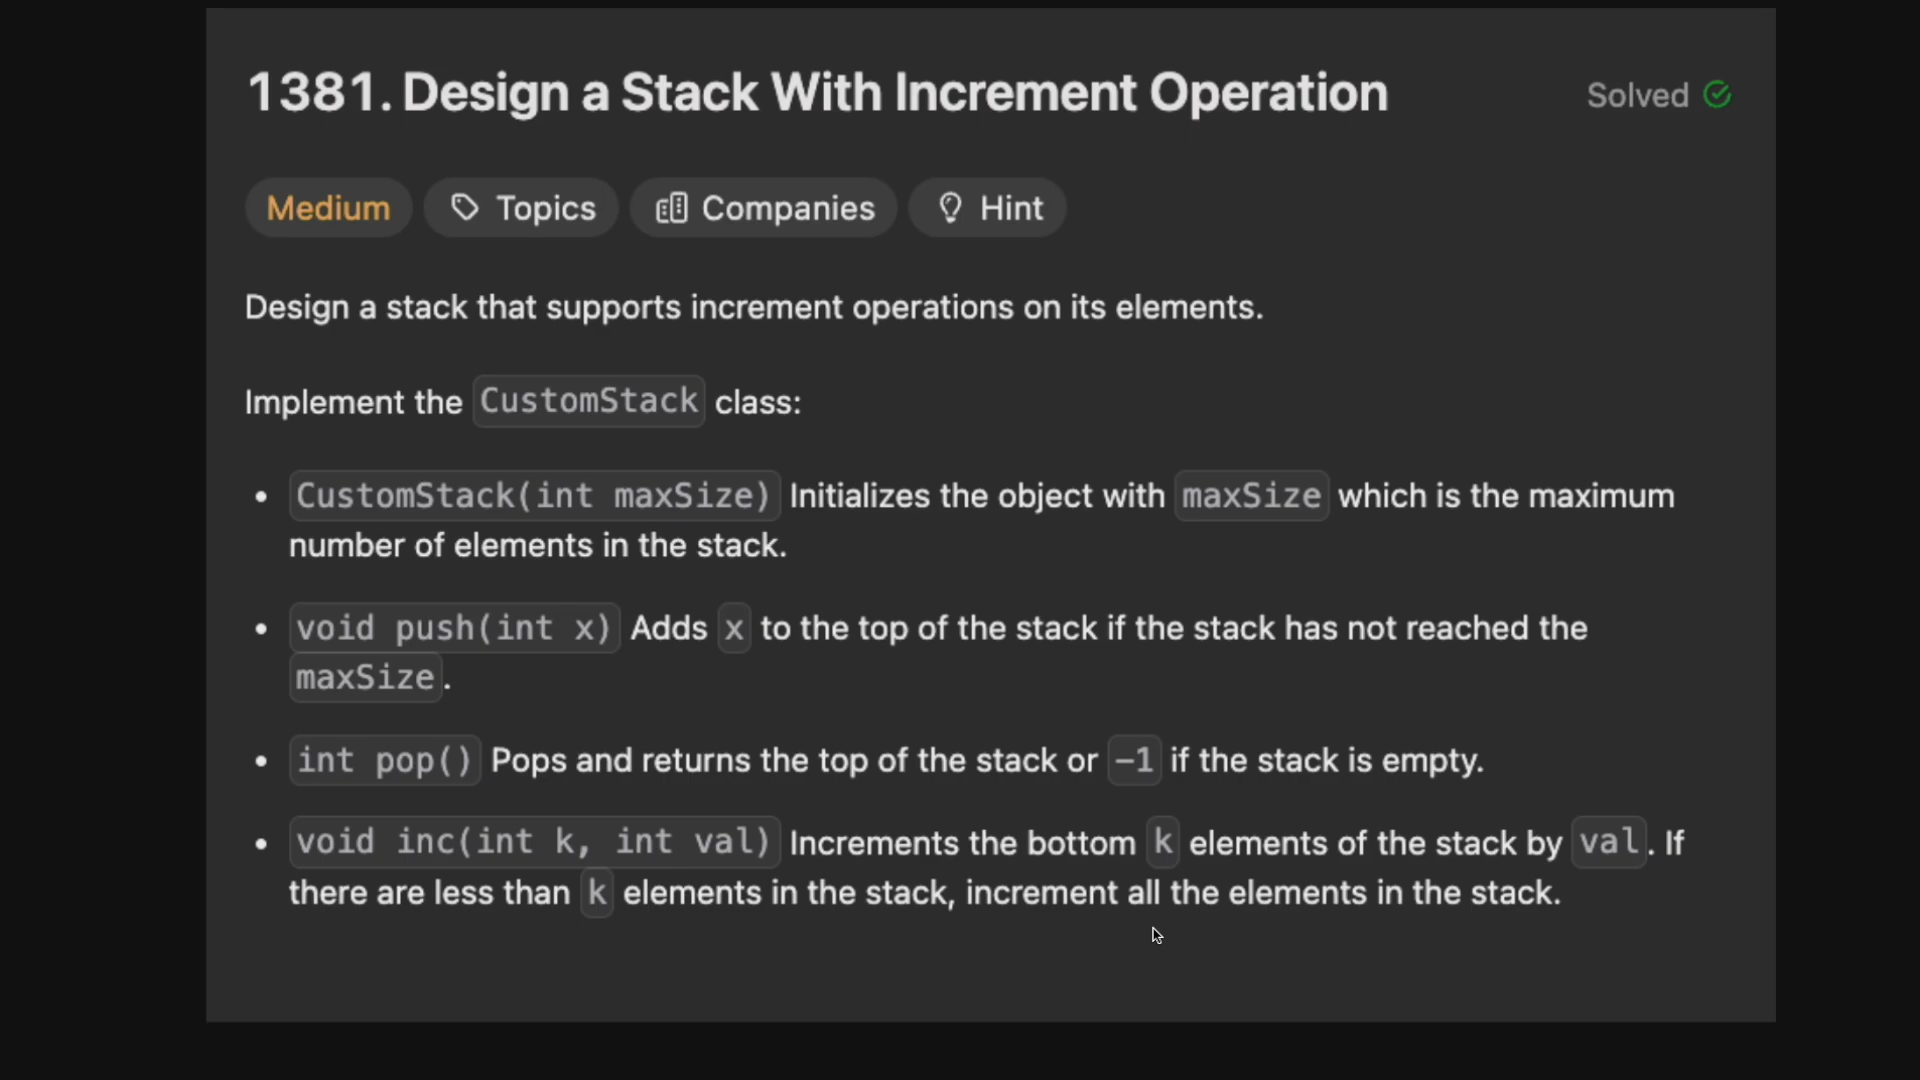 1381. Design a Stack With Increment Operation
Solved
Medium
Topics
Companies
Hint
Design a stack that supports increment operations on its elements.
Implement the CustomStack class:
• CustomStack(int maxSize) Initializes the object with maxSize which is the maximum
number of elements in the stack.
• void push(int x) Adds x to the top of the stack if the stack has not reached the
maxSize.
• int pop() Pops and returns the top of the stack or -1 if the stack is empty.
• void inc(int k, int val) Increments the bottom k elements of the stack by val. If
there are less than k elements in the stack, increment all the elements in the stack.